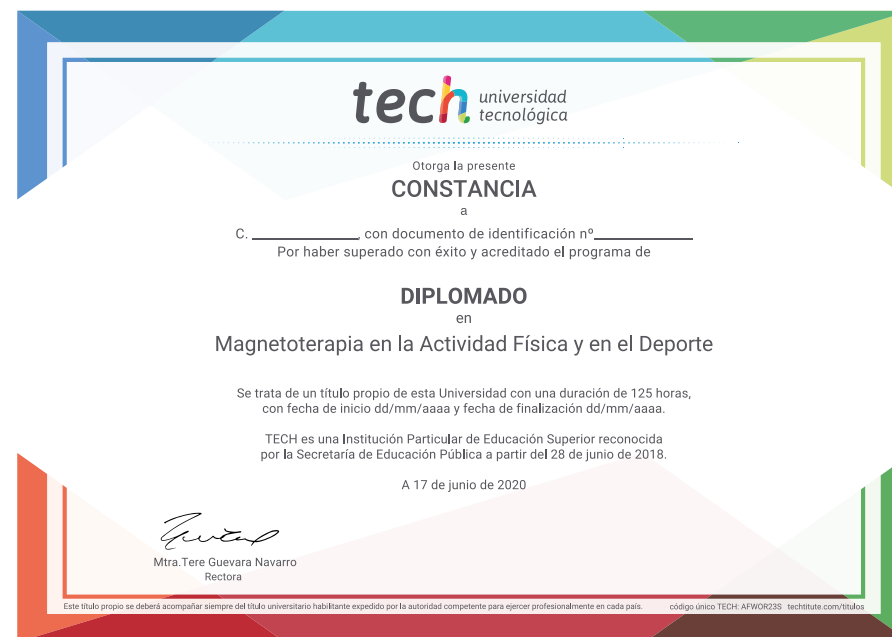 tech universidad
tecnológica
Otorga la presente
CONSTANCIA
a
C. ______________, con documento de identificación nº_____________
Por haber superado con éxito y acreditado el programa de
DIPLOMADO
en
Magnetoterapia en la Actividad Física y en el Deporte
Se trata de un título propio de esta Universidad con una duración de 125 horas,
con fecha de inicio dd/mm/aaaa y fecha de finalización dd/mm/aaaa.
TECH es una Institución Particular de Educación Superior reconocida
por la Secretaría de Educación Pública a partir del 28 de junio de 2018.
A 17 de junio de 2020
Mtra.Tere Guevara Navarro
Rectora
Este título propio se deberá acompañar siempre del título universitario habilitante expedido por la autoridad competente para ejercer profesionalmente en cada país. código único TECH: AFWOR23S techtitute.com/titulos